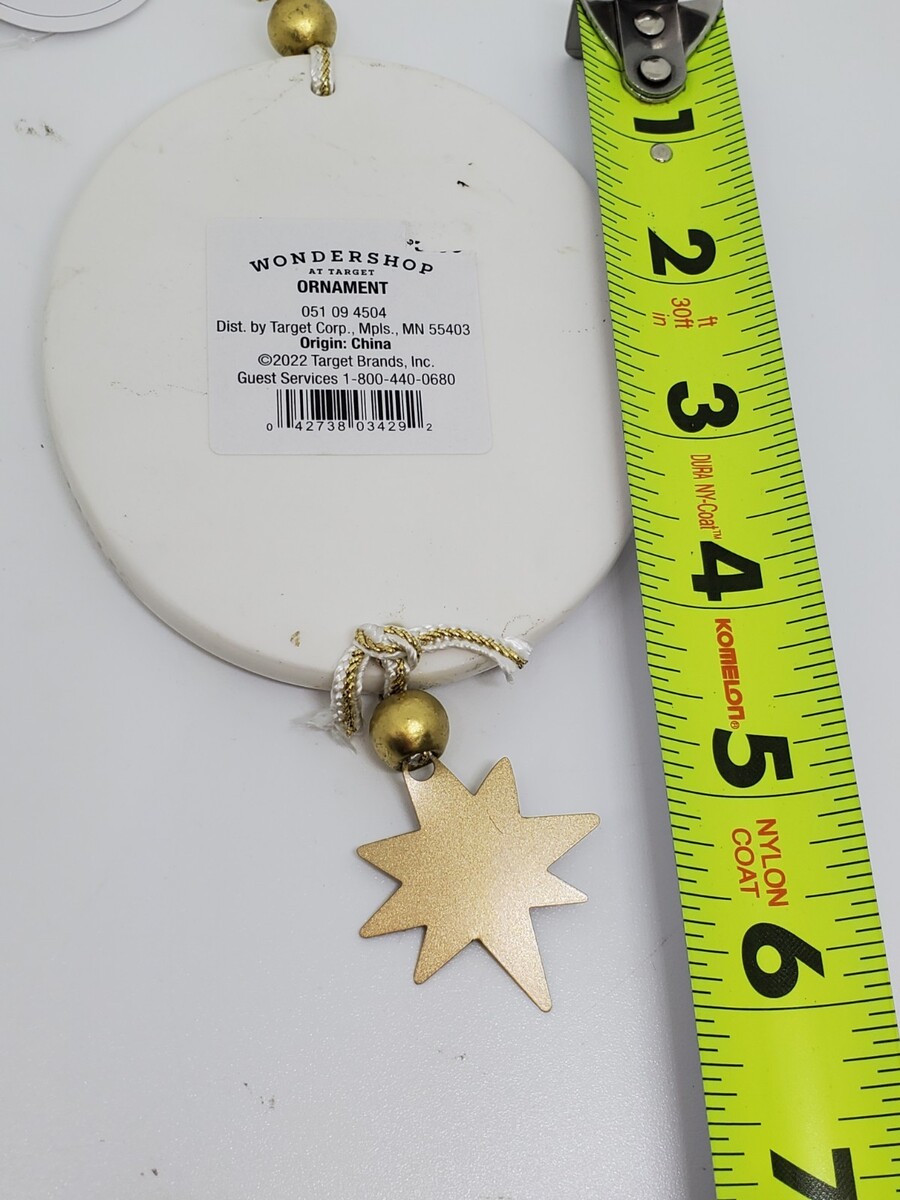 WONDERSHOP
AT TARGET
ORNAMENT
051 09 4504
Dist. by Target Corp., Mpls., MN 55403
Origin: China
©2022 Target Brands, Inc.
Guest Services 1-800-440-0680
0 42738 03429 2
1
2
30ft
in
ft
3
DURA NY-Coat™
4
KOMELON®
5
NYLON
COAT
6
7